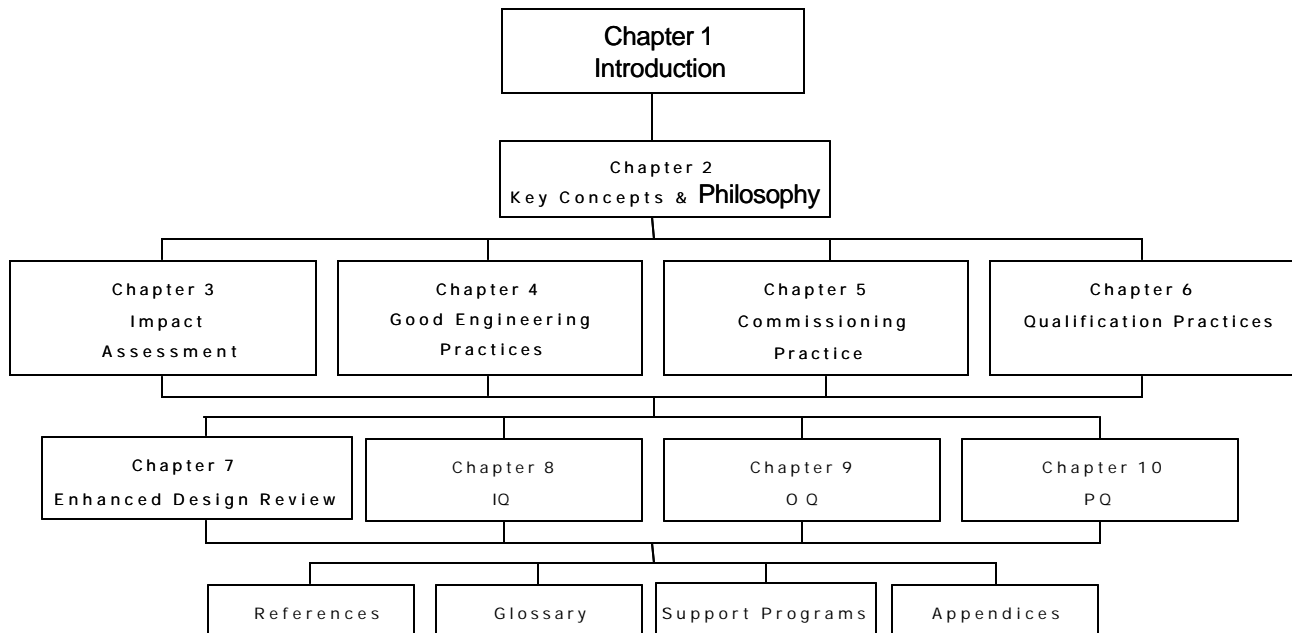 Chapter 1
Introduction
Chapter 2
Key Concepts & Philosophy
Chapter 3
Impact
Assessment
Chapter 4
Good Engineering
Practices
Chapter 5
Commissioning
Practice
Chapter 6
Qualification Practices
Chapter 7
Enhanced Design Review
Chapter 8
IQ
Chapter 9
OQ
Chapter 10
PQ
References
Glossary
Support Programs
Appendices